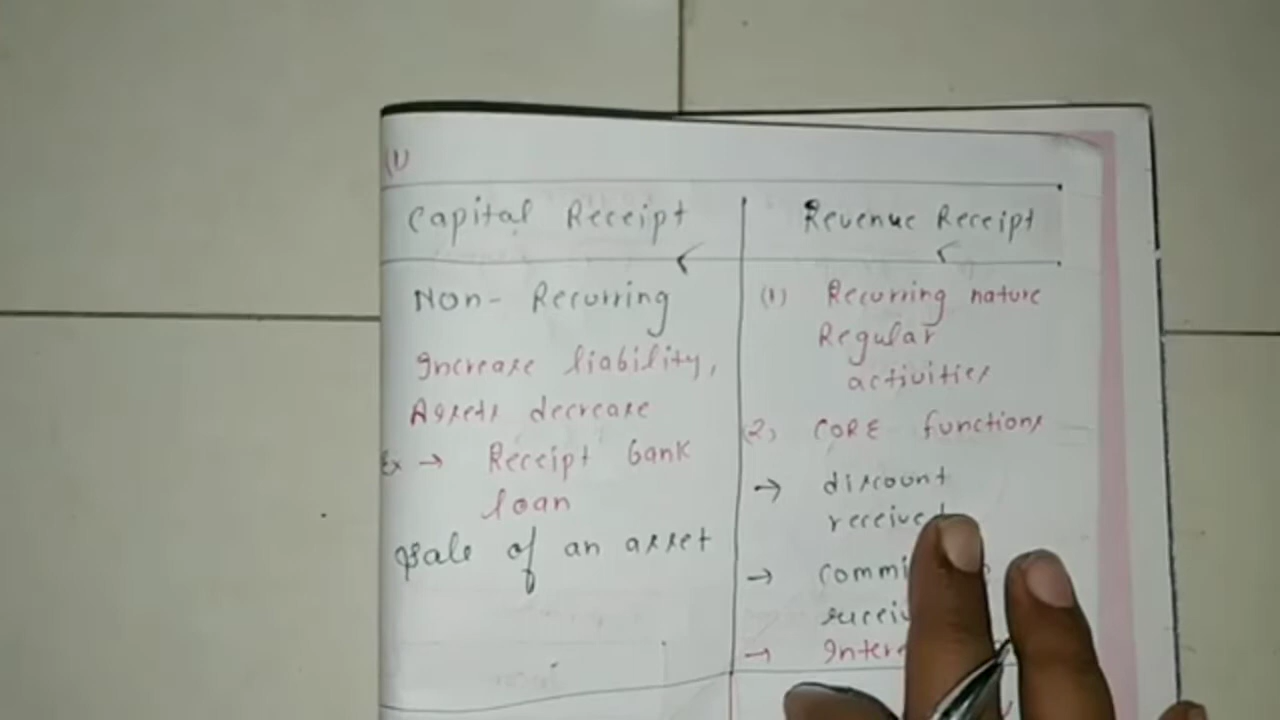 (1)
Capital Receipt
Non-Recurring
Increase liability,
Assets decrease
Ex → Receipt bank
loan
Sale of an asset
Revenue Receipt
(1) Recurring nature
Regular
activities
(2) CORE functions
→ discount
received
→
→